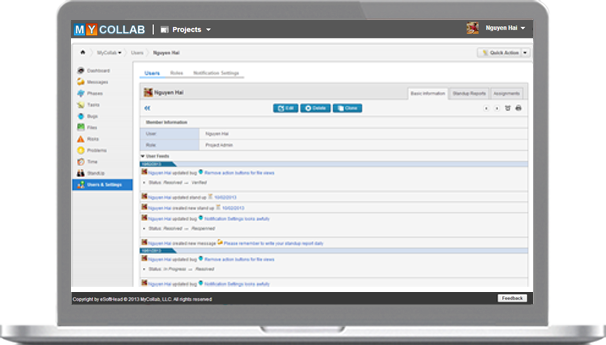 MYCOLLAB Projects Nguyen Hai
MyCollab Users Nguyen Hai Quick Action
Dashboard
Messages
Phases
Tasks
Bugs
Files
Risks
Problems
Time
StandUp
Users & Settings
Users Roles Notification Settings
Nguyen Hai Basic Information Standup Reports Assignments
Edit Delete Clone
Member Information
User: Nguyen Hai
Role: Project Admin
User Feeds
Nguyen Hai updated bug Remove action buttons for file views
Status: Resolved → Verified
Nguyen Hai updated stand up 10/02/2013
Nguyen Hai created new stand up 10/02/2013
Nguyen Hai updated bug Notification Settings looks awfully
Status: Resolved → Reopenned
Nguyen Hai created new message Please remember to write your standup report daily
Nguyen Hai updated bug Remove action buttons for file views
Status: In Progress → Resolved
Nguyen Hai updated bug Notification Settings looks awfully
Copyright by eSoftHead © 2013 MyCollab, LLC. All rights reserved. Feedback